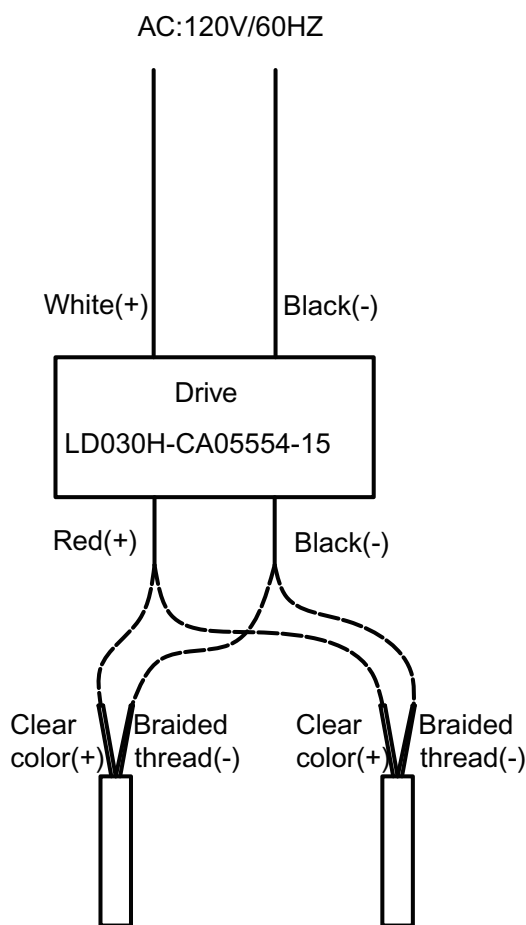 AC:120V/60HZ
White(+)
Black(-)
Drive
LD030H-CA05554-15
Red(+)
Black(-)
Clear
color(+)
Braided
thread(-)
Clear
color(+)
Braided
thread(-)